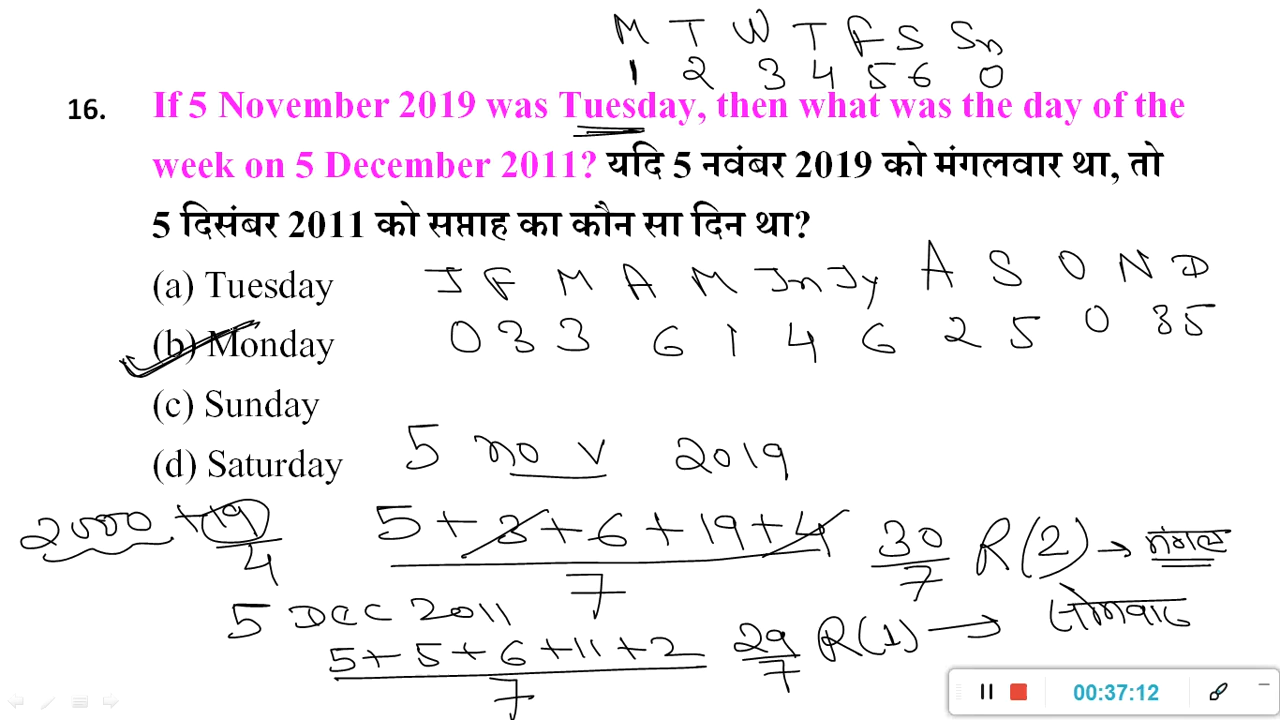 M T W T F S Sn
1 2 3 4 5 6 0
16. If 5 November 2019 was Tuesday, then what was the day of the
week on 5 December 2011? यदि 5 नवंबर 2019 को मंगलवार था, तो
5 दिसंबर 2011 को सप्ताह का कौन सा दिन था?
(a) Tuesday
J F M A M Jn Jy A S O N D
0 3 3 6 1 4 6 2 5 0 3 5
(b) Monday
(c) Sunday
(d) Saturday
5 nov 2019
2000 + 19/4
5 + 3 + 6 + 19 + 4 / 7 30/7 R(2) → मंगल
5 DEC 2011
5 + 5 + 6 + 11 + 2 / 7 29/7 R(1) → सोमवार
00:37:12